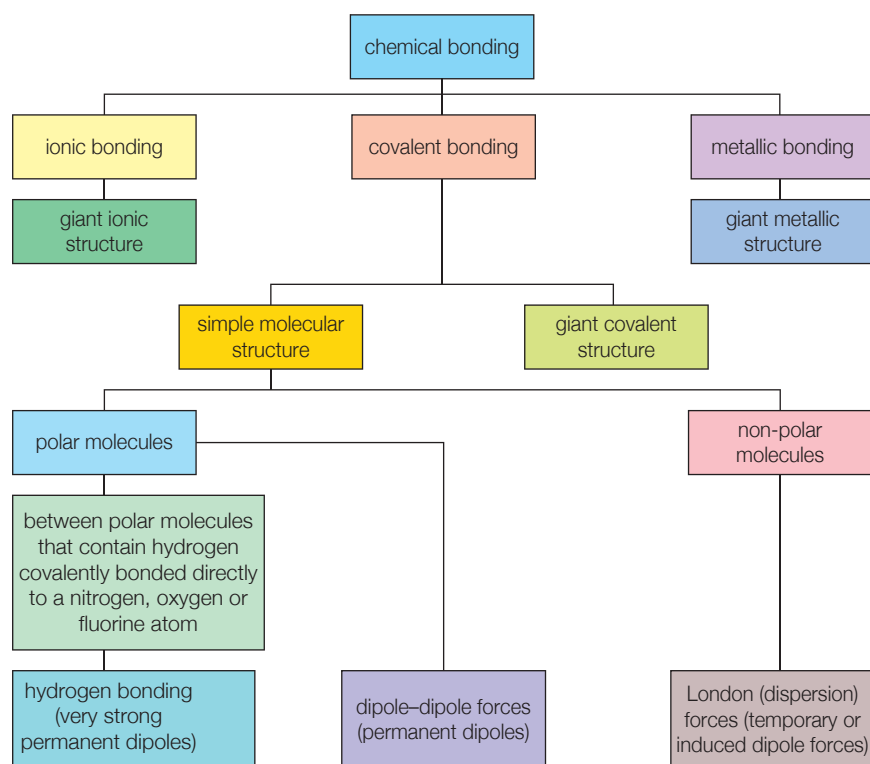 chemical bonding
ionic bonding
covalent bonding
metallic bonding
giant ionic
structure
giant metallic
structure
simple molecular
structure
giant covalent
structure
polar molecules
non-polar
molecules
between polar molecules
that contain hydrogen
covalently bonded directly
to a nitrogen, oxygen or
fluorine atom
hydrogen bonding
(very strong
permanent dipoles)
dipole–dipole forces
(permanent dipoles)
London (dispersion)
forces (temporary or
induced dipole forces)